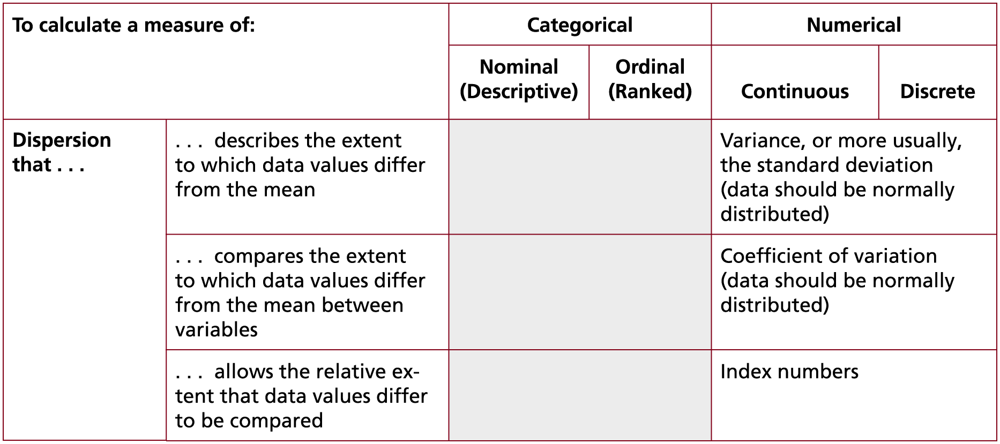 To calculate a measure of:
Categorical
Numerical
Nominal
(Descriptive)
Ordinal
(Ranked)
Continuous
Discrete
Dispersion
that . . .
. . . describes the extent
to which data values differ
from the mean
Variance, or more usually,
the standard deviation
(data should be normally
distributed)
. . . compares the extent
to which data values differ
from the mean between
variables
Coefficient of variation
(data should be normally
distributed)
. . . allows the relative ex-
tent that data values differ
to be compared
Index numbers